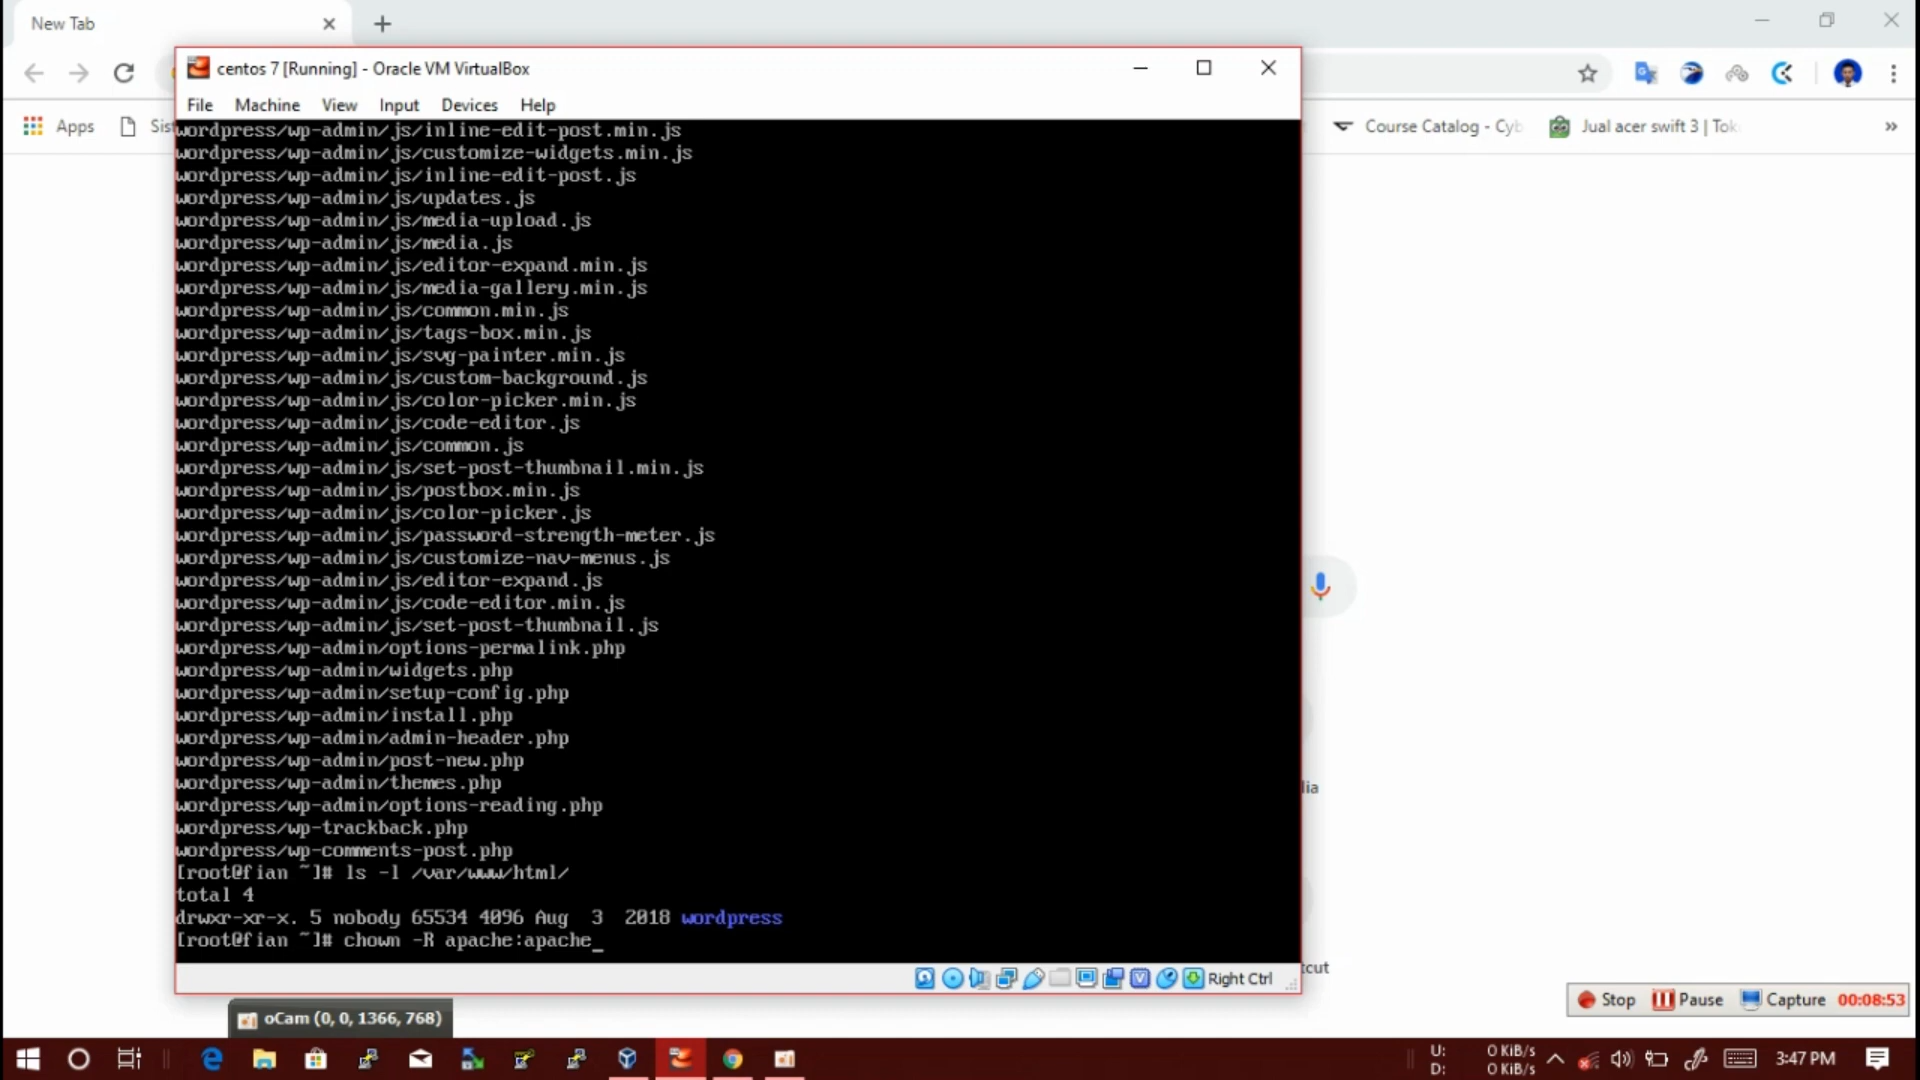 New Tab
centos 7 [Running] - Oracle VM VirtualBox
File Machine View Input Devices Help
Apps
Sis
Course Catalog - Cyb
Jual acer swift 3 | Tok
»
wordpress/wp-admin/js/inline-edit-post.min.js
wordpress/wp-admin/js/customize-widgets.min.js
wordpress/wp-admin/js/inline-edit-post.js
wordpress/wp-admin/js/updates.js
wordpress/wp-admin/js/media-upload.js
wordpress/wp-admin/js/media.js
wordpress/wp-admin/js/editor-expand.min.js
wordpress/wp-admin/js/media-gallery.min.js
wordpress/wp-admin/js/common.min.js
wordpress/wp-admin/js/tags-box.min.js
wordpress/wp-admin/js/svg-painter.min.js
wordpress/wp-admin/js/custom-background.js
wordpress/wp-admin/js/color-picker.min.js
wordpress/wp-admin/js/code-editor.js
wordpress/wp-admin/js/common.js
wordpress/wp-admin/js/set-post-thumbnail.min.js
wordpress/wp-admin/js/postbox.min.js
wordpress/wp-admin/js/color-picker.js
wordpress/wp-admin/js/password-strength-meter.js
wordpress/wp-admin/js/customize-nav-menus.js
wordpress/wp-admin/js/editor-expand.js
wordpress/wp-admin/js/code-editor.min.js
wordpress/wp-admin/js/set-post-thumbnail.js
wordpress/wp-admin/options-permalink.php
wordpress/wp-admin/widgets.php
wordpress/wp-admin/setup-config.php
wordpress/wp-admin/install.php
wordpress/wp-admin/admin-header.php
wordpress/wp-admin/post-new.php
wordpress/wp-admin/themes.php
wordpress/wp-admin/options-reading.php
wordpress/wp-trackback.php
wordpress/wp-comments-post.php
[root@fian ~]# ls -l /var/www/html/
total 4
drwxr-xr-x. 5 nobody 65534 4096 Aug  3  2018 wordpress
[root@fian ~]# chown -R apache:apache_
lia
cut
Right Ctrl
Stop Pause Capture 00:08:53
oCam (0, 0, 1366, 768)
U: 0 KiB/s
D: 0 KiB/s
3:47 PM